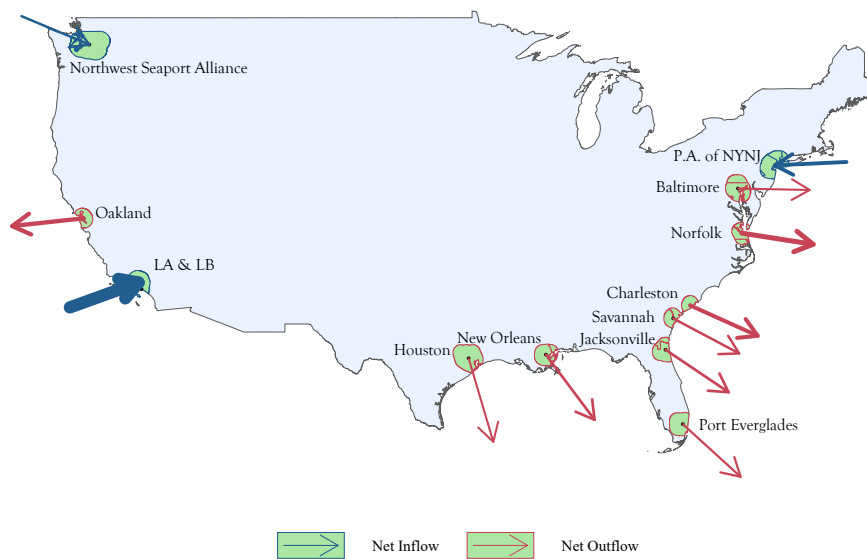 Northwest Seaport Alliance
P.A. of NYNJ
Baltimore
Oakland
Norfolk
LA & LB
Charleston
Savannah
New Orleans
Jacksonville
Houston
Port Everglades
Net Inflow
Net Outflow